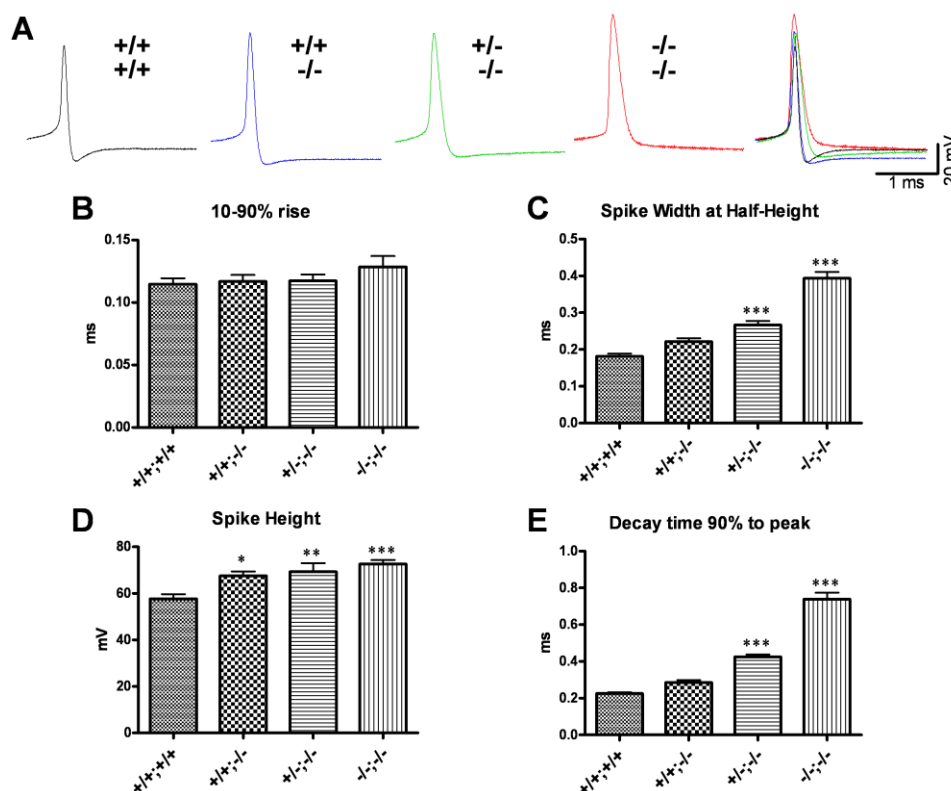 A
+/+ +/+ +/- -/-
+/+ -/- -/- -/-
1 ms
20 mV
B
10-90% rise
0.15
0.10
0.05
0.00
ms
+/+;+/+
+/+;-/-
+/-;-/-
-/-;-/-
C
Spike Width at Half-Height
0.5
0.4
0.3
0.2
0.1
0.0
ms
***
***
+/+;+/+
+/+;-/-
+/-;-/-
-/-;-/-
D
Spike Height
80
60
40
20
0
mV
*
**
***
+/+;+/+
+/+;-/-
+/-;-/-
-/-;-/-
E
Decay time 90% to peak
1.0
0.8
0.6
0.4
0.2
0.0
ms
***
***
+/+;+/+
+/+;-/-
+/-;-/-
-/-;-/-